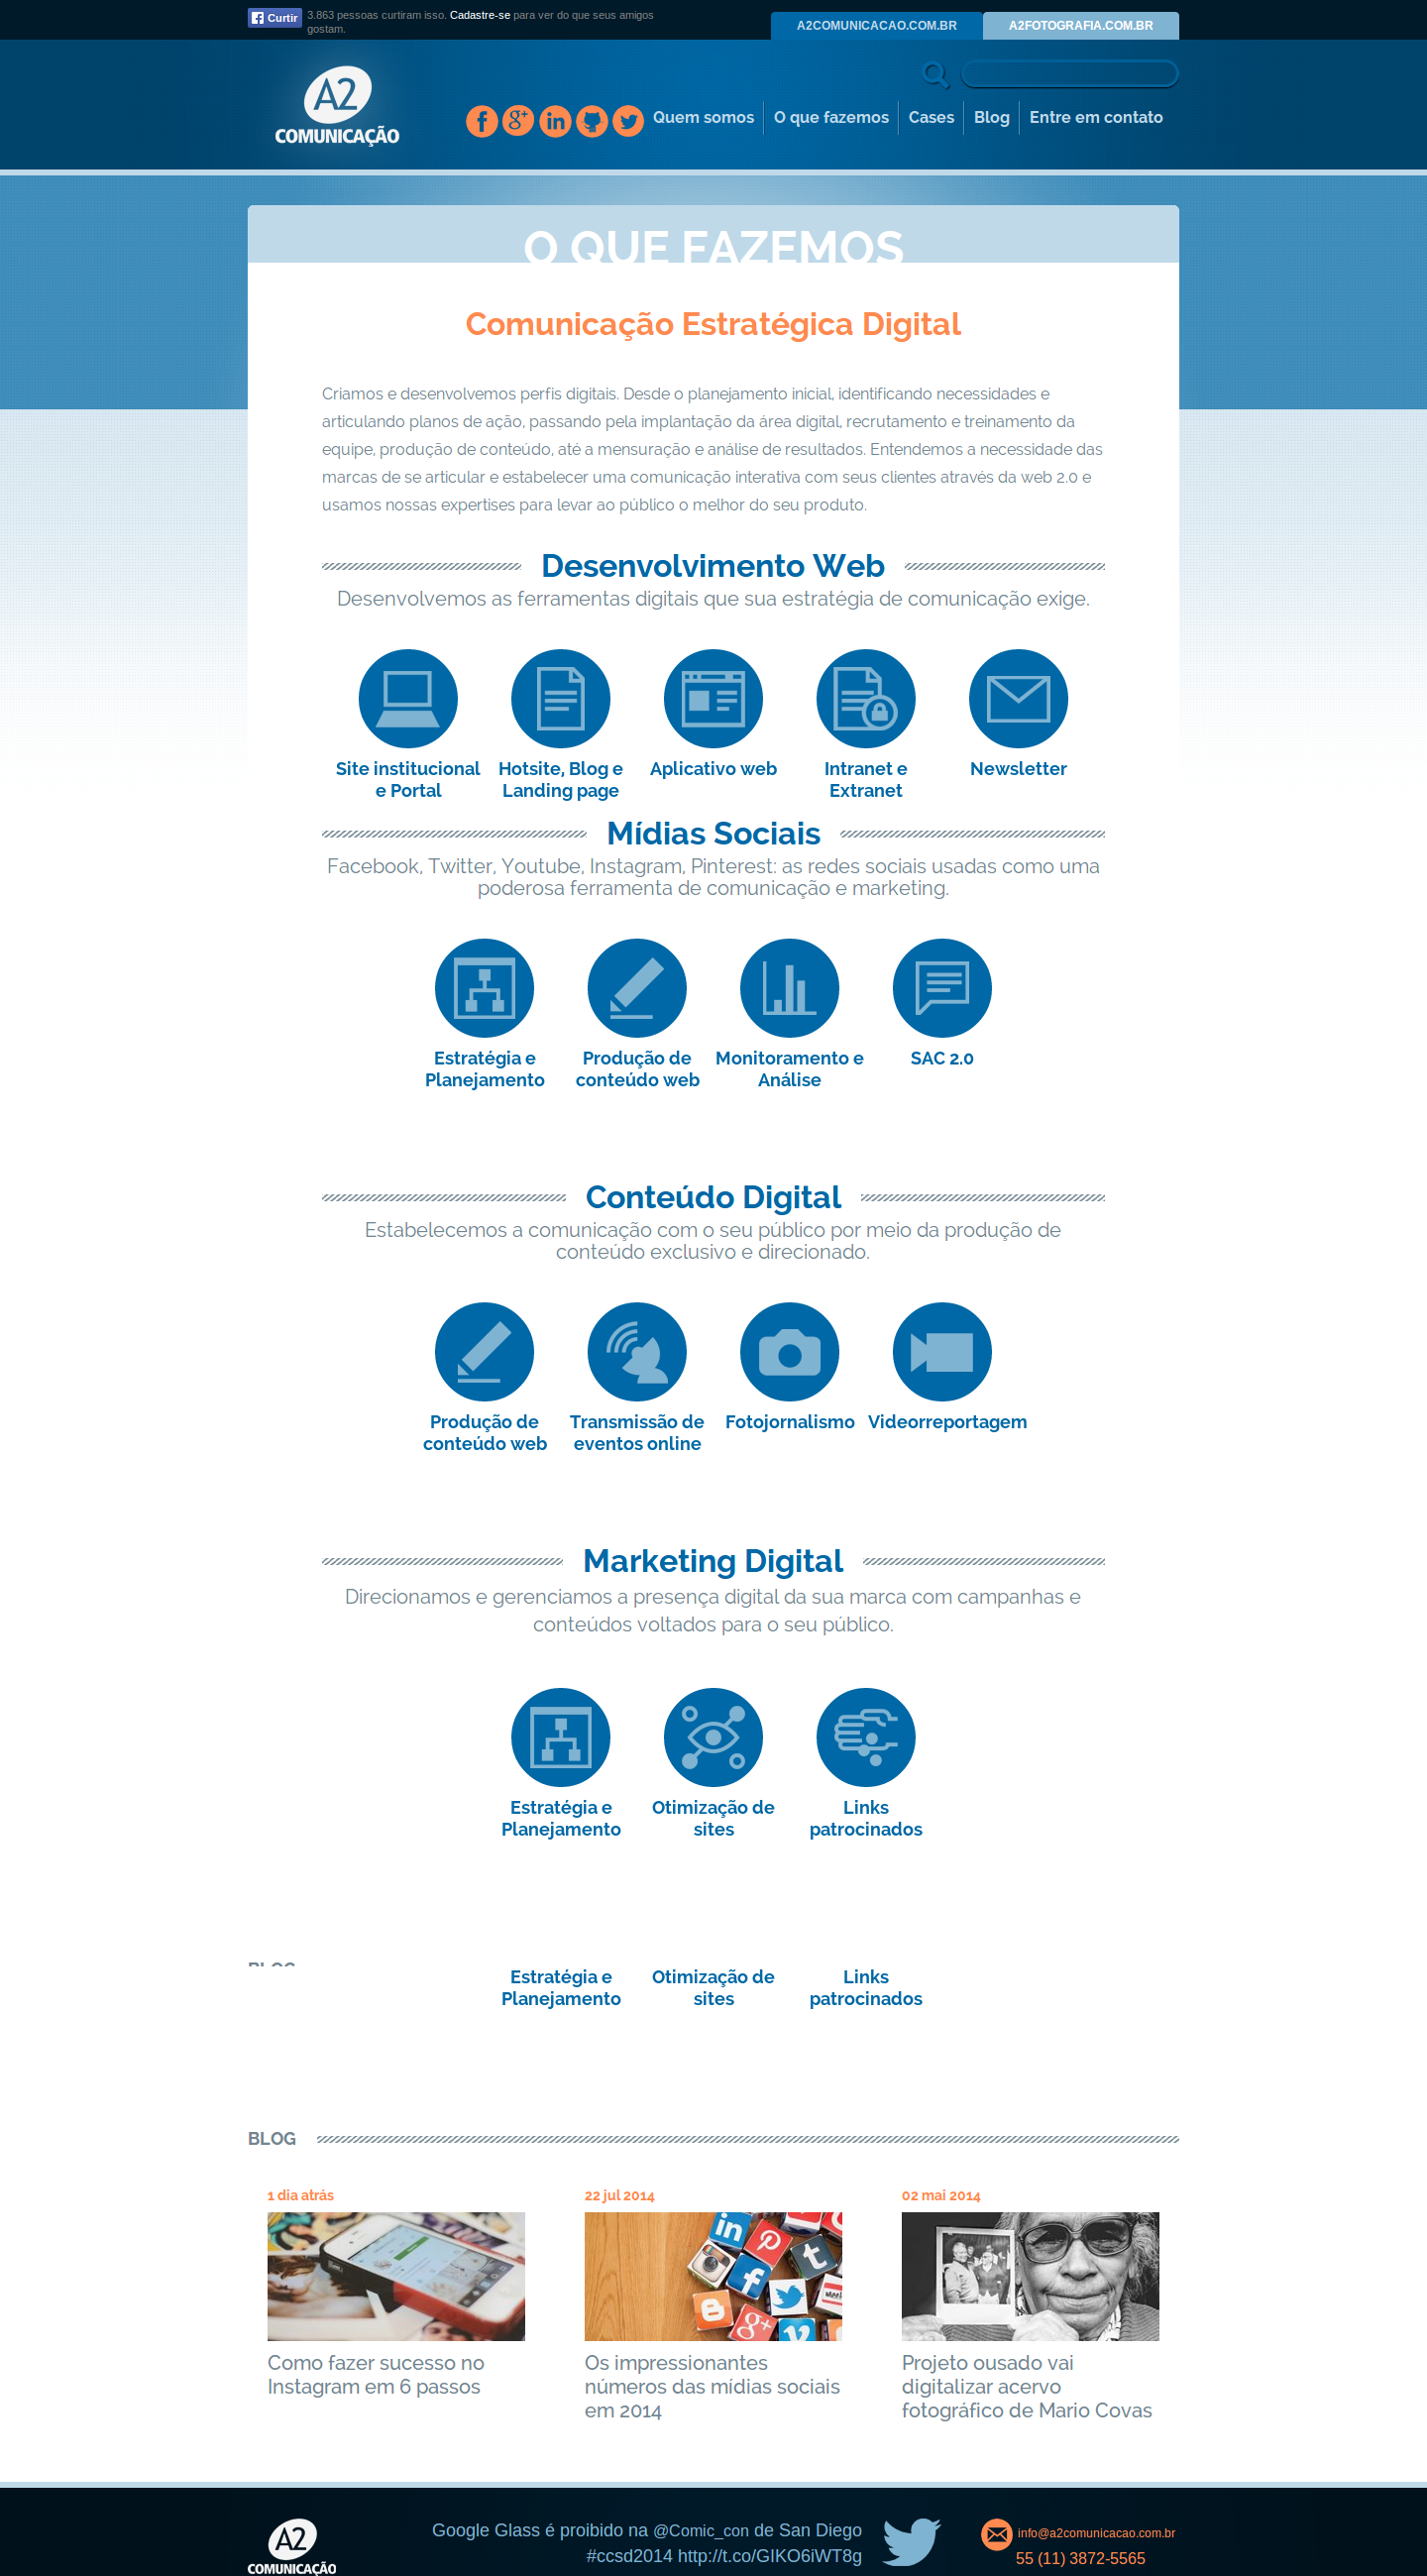 Curtir
3.863 pessoas curtiram isso. Cadastre-se para ver do que seus amigos
gostam.
A2COMUNICACAO.COM.BR
A2FOTOGRAFIA.COM.BR
A2
COMUNICAÇÃO
Quem somos
O que fazemos
Cases
Blog
Entre em contato
O QUE FAZEMOS
Comunicação Estratégica Digital
Criamos e desenvolvemos perfis digitais. Desde o planejamento inicial, identificando necessidades e
articulando planos de ação, passando pela implantação da área digital, recrutamento e treinamento da
equipe, produção de conteúdo, até a mensuração e análise de resultados. Entendemos a necessidade das
marcas de se articular e estabelecer uma comunicação interativa com seus clientes através da web 2.0 e
usamos nossas expertises para levar ao público o melhor do seu produto.
Desenvolvimento Web
Desenvolvemos as ferramentas digitais que sua estratégia de comunicação exige.
Site institucional
e Portal
Hotsite, Blog e
Landing page
Aplicativo web
Intranet e
Extranet
Newsletter
Mídias Sociais
Facebook, Twitter, Youtube, Instagram, Pinterest: as redes sociais usadas como uma
poderosa ferramenta de comunicação e marketing.
Estratégia e
Planejamento
Produção de
conteúdo web
Monitoramento e
Análise
SAC 2.0
Conteúdo Digital
Estabelecemos a comunicação com o seu público por meio da produção de
conteúdo exclusivo e direcionado.
Produção de
conteúdo web
Transmissão de
eventos online
Fotojornalismo
Videorreportagem
Marketing Digital
Direcionamos e gerenciamos a presença digital da sua marca com campanhas e
conteúdos voltados para o seu público.
Estratégia e
Planejamento
Otimização de
sites
Links
patrocinados
BLOG
Estratégia e
Planejamento
Otimização de
sites
Links
patrocinados
BLOG
1 dia atrás
Como fazer sucesso no
Instagram em 6 passos
22 jul 2014
Os impressionantes
números das mídias sociais
em 2014
02 mai 2014
Projeto ousado vai
digitalizar acervo
fotográfico de Mario Covas
A2
COMUNICAÇÃO
Google Glass é proibido na @Comic_con de San Diego
#ccsd2014 http://t.co/GIKO6iWT8g
info@a2comunicacao.com.br
55 (11) 3872-5565